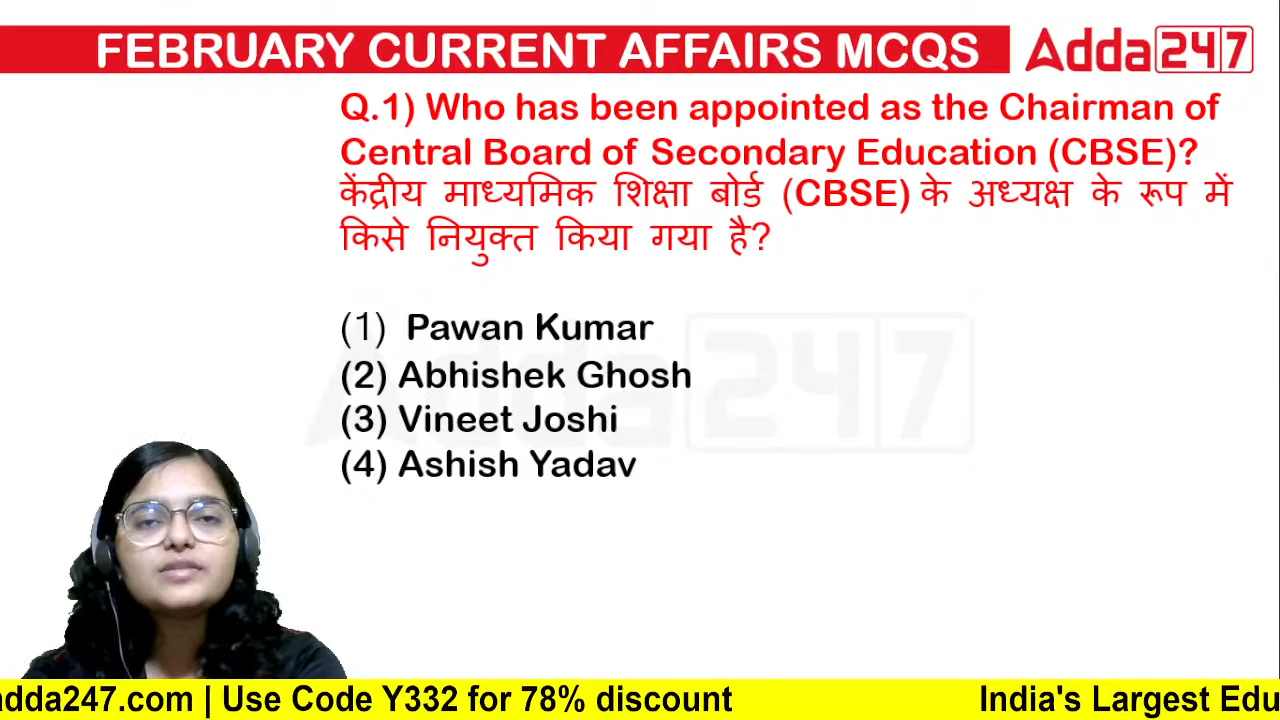 FEBRUARY CURRENT AFFAIRS MCQS
Adda247
Q.1) Who has been appointed as the Chairman of
Central Board of Secondary Education (CBSE)?
केंद्रीय माध्यमिक शिक्षा बोर्ड (CBSE) के अध्यक्ष के रूप में
किसे नियुक्त किया गया है?
Adda247
(1) Pawan Kumar
(2) Abhishek Ghosh
(3) Vineet Joshi
(4) Ashish Yadav
adda247.com | Use Code Y332 for 78% discount
India's Largest Edu